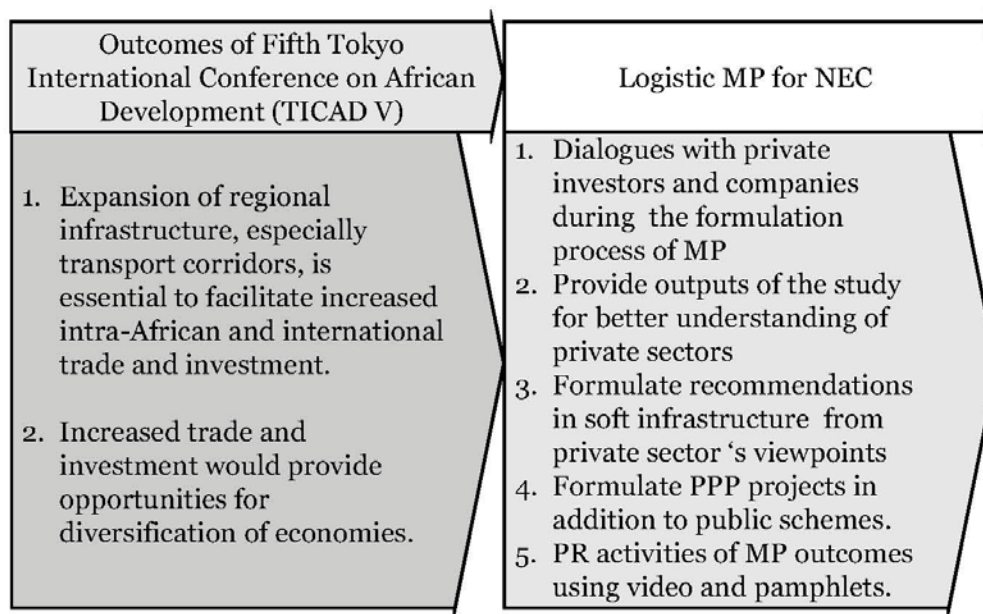 Outcomes of Fifth Tokyo
International Conference on African
Development (TICAD V)
1. Expansion of regional
infrastructure, especially
transport corridors, is
essential to facilitate increased
intra-African and international
trade and investment.
2. Increased trade and
investment would provide
opportunities for
diversification of economies.
Logistic MP for NEC
1. Dialogues with private
investors and companies
during the formulation
process of MP
2. Provide outputs of the study
for better understanding of
private sectors
3. Formulate recommendations
in soft infrastructure from
private sector ‘s viewpoints
4. Formulate PPP projects in
addition to public schemes.
5. PR activities of MP outcomes
using video and pamphlets.